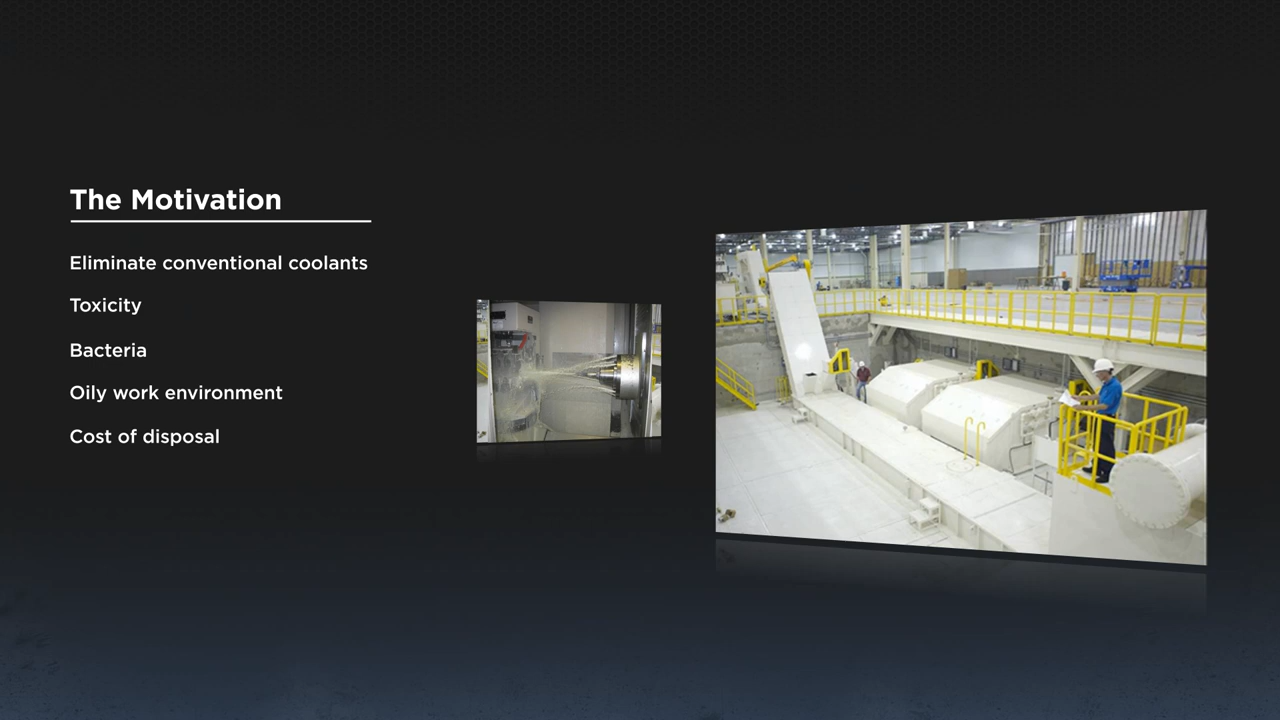 The Motivation
Eliminate conventional coolants
Toxicity
Bacteria
Oily work environment
Cost of disposal